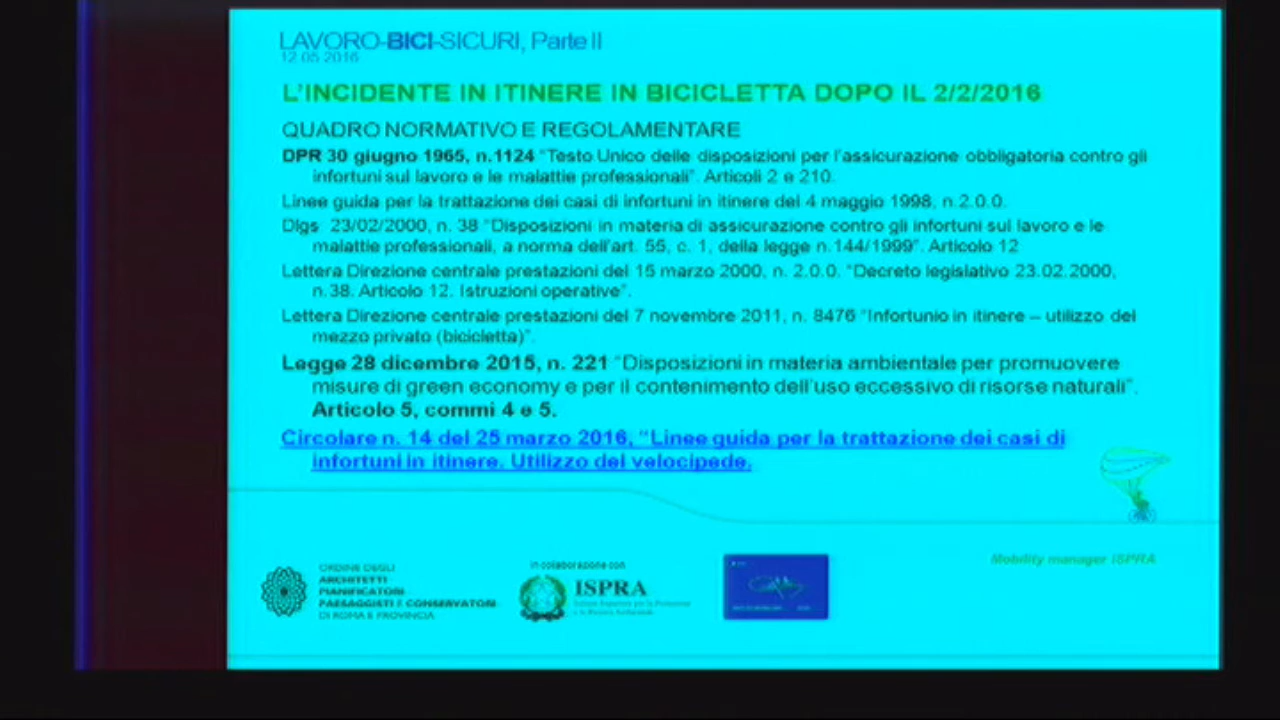 LAVORO-BICI-SICURI, Parte II
12.05.2016
L'INCIDENTE IN ITINERE IN BICICLETTA DOPO IL 2/2/2016
QUADRO NORMATIVO E REGOLAMENTARE
DPR 30 giugno 1965, n.1124 “Testo Unico delle disposizioni per l'assicurazione obbligatoria contro gli
infortuni sul lavoro e le malattie professionali”. Articoli 2 e 210.
Linee guida per la trattazione dei casi di infortuni in itinere del 4 maggio 1998, n.2.0.0.
Dlgs. 23/02/2000, n. 38 “Disposizioni in materia di assicurazione contro gli infortuni sul lavoro e le
malattie professionali, a norma dell'art. 55, c. 1, della legge n.144/1999”. Articolo 12
Lettera Direzione centrale prestazioni del 15 marzo 2000, n. 2.0.0. “Decreto legislativo 23.02.2000,
n.38. Articolo 12. Istruzioni operative”.
Lettera Direzione centrale prestazioni del 7 novembre 2011, n. 8476 “Infortunio in itinere – utilizzo del
mezzo privato (bicicletta)”.
Legge 28 dicembre 2015, n. 221 “Disposizioni in materia ambientale per promuovere
misure di green economy e per il contenimento dell'uso eccessivo di risorse naturali”.
Articolo 5, commi 4 e 5.
Circolare n. 14 del 25 marzo 2016, “Linee guida per la trattazione dei casi di
infortuni in itinere. Utilizzo del velocipede.
Mobility manager ISPRA
ORDINE DEGLI
ARCHITETTI
PIANIFICATORI
PAESAGGISTI E CONSERVATORI
DI ROMA E PROVINCIA
in collaborazione con
ISPRA
Istituto Superiore per la Protezione
e la Ricerca Ambientale